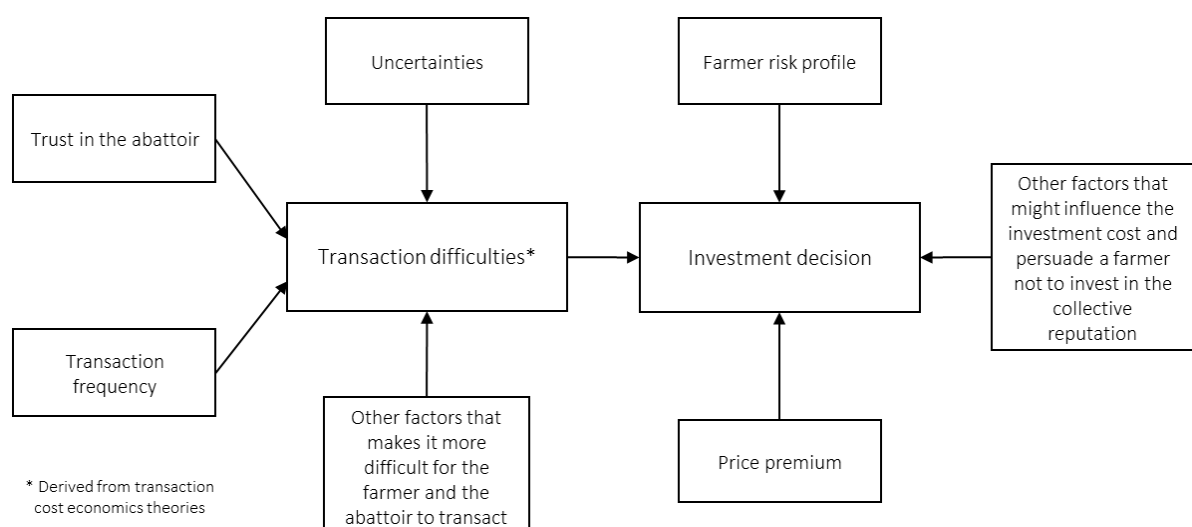 Uncertainties
Farmer risk profile
Trust in the abattoir
Other factors that
might influence the
investment cost and
persuade a farmer
not to invest in the
collective
reputation
Transaction difficulties*
Investment decision
Transaction
frequency
Other factors that
makes it more
difficult for the
farmer and the
abattoir to transact
Price premium
* Derived from transaction
cost economics theories